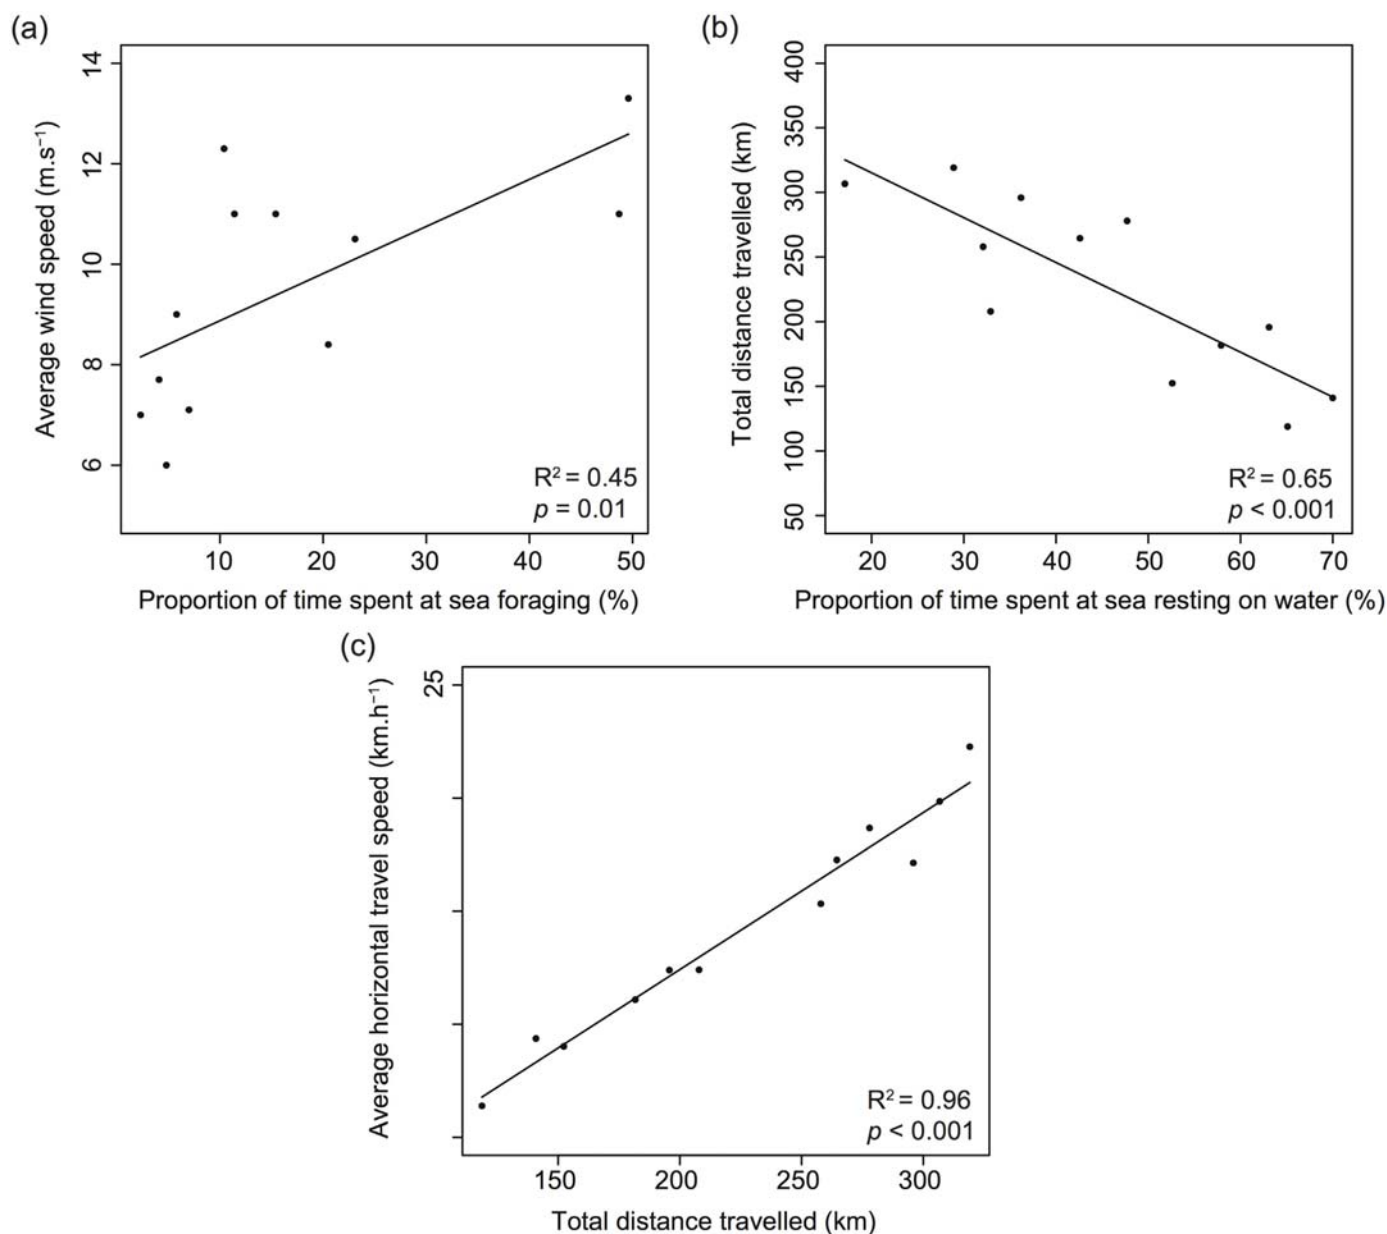 (a)
Average wind speed (m.s⁻¹)
14
12
10
8
6
R² = 0.45
p = 0.01
10 20 30 40 50
Proportion of time spent at sea foraging (%)
(b)
Total distance travelled (km)
400
350
300
250
200
150
100
50
R² = 0.65
p < 0.001
20 30 40 50 60 70
Proportion of time spent at sea resting on water (%)
(c)
Average horizontal travel speed (km.h⁻¹)
25
R² = 0.96
p < 0.001
150 200 250 300
Total distance travelled (km)